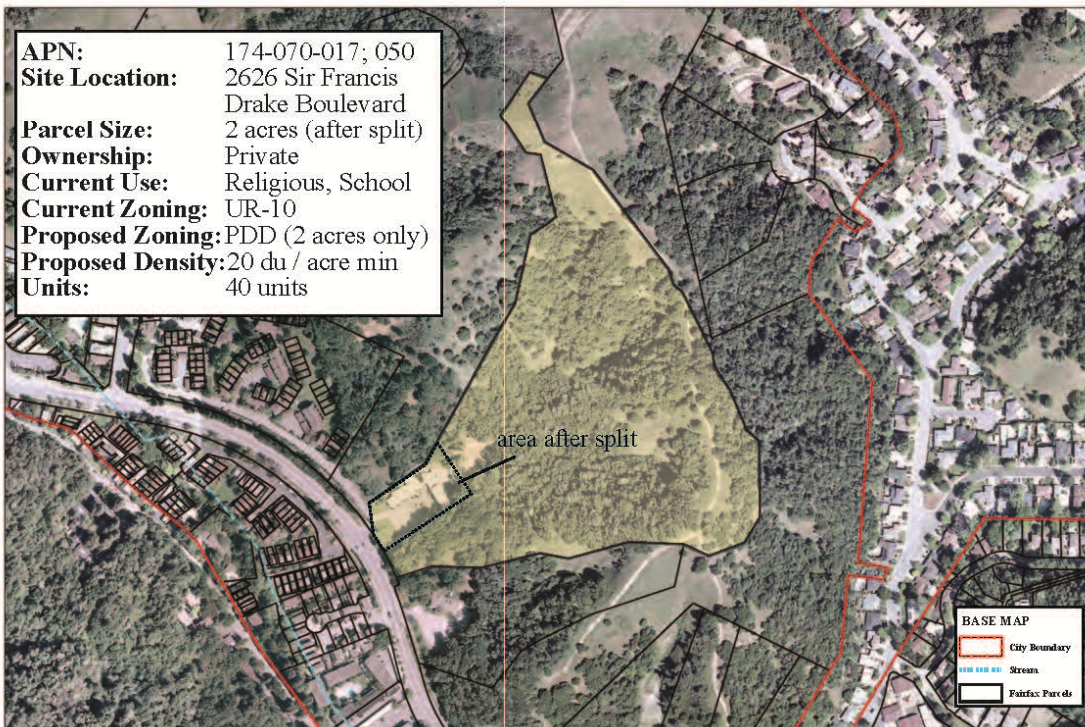 APN: 174-070-017; 050
Site Location: 2626 Sir Francis
Drake Boulevard
Parcel Size: 2 acres (after split)
Ownership: Private
Current Use: Religious, School
Current Zoning: UR-10
Proposed Zoning: PDD (2 acres only)
Proposed Density: 20 du / acre min
Units: 40 units
area after split
BASE MAP
City Boundary
Stream
Fairfax Parcels